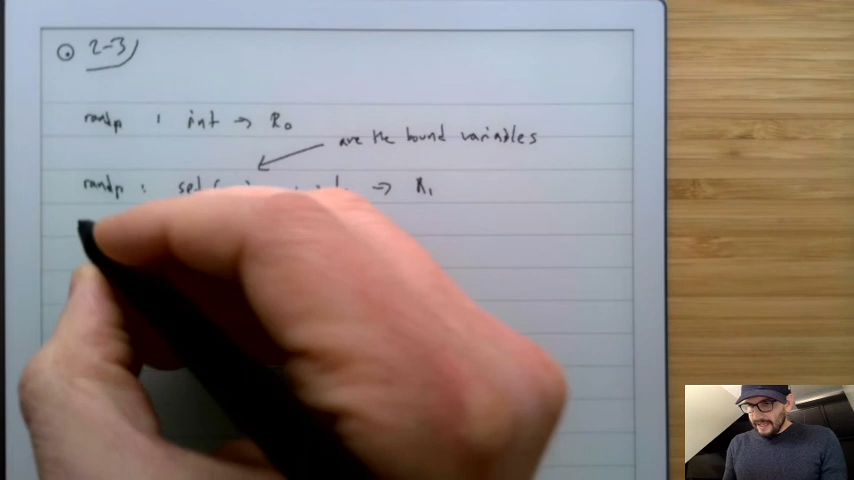 ⊙ 2-3)
randp : int → R₀
are the bound variables
randp : → R₁